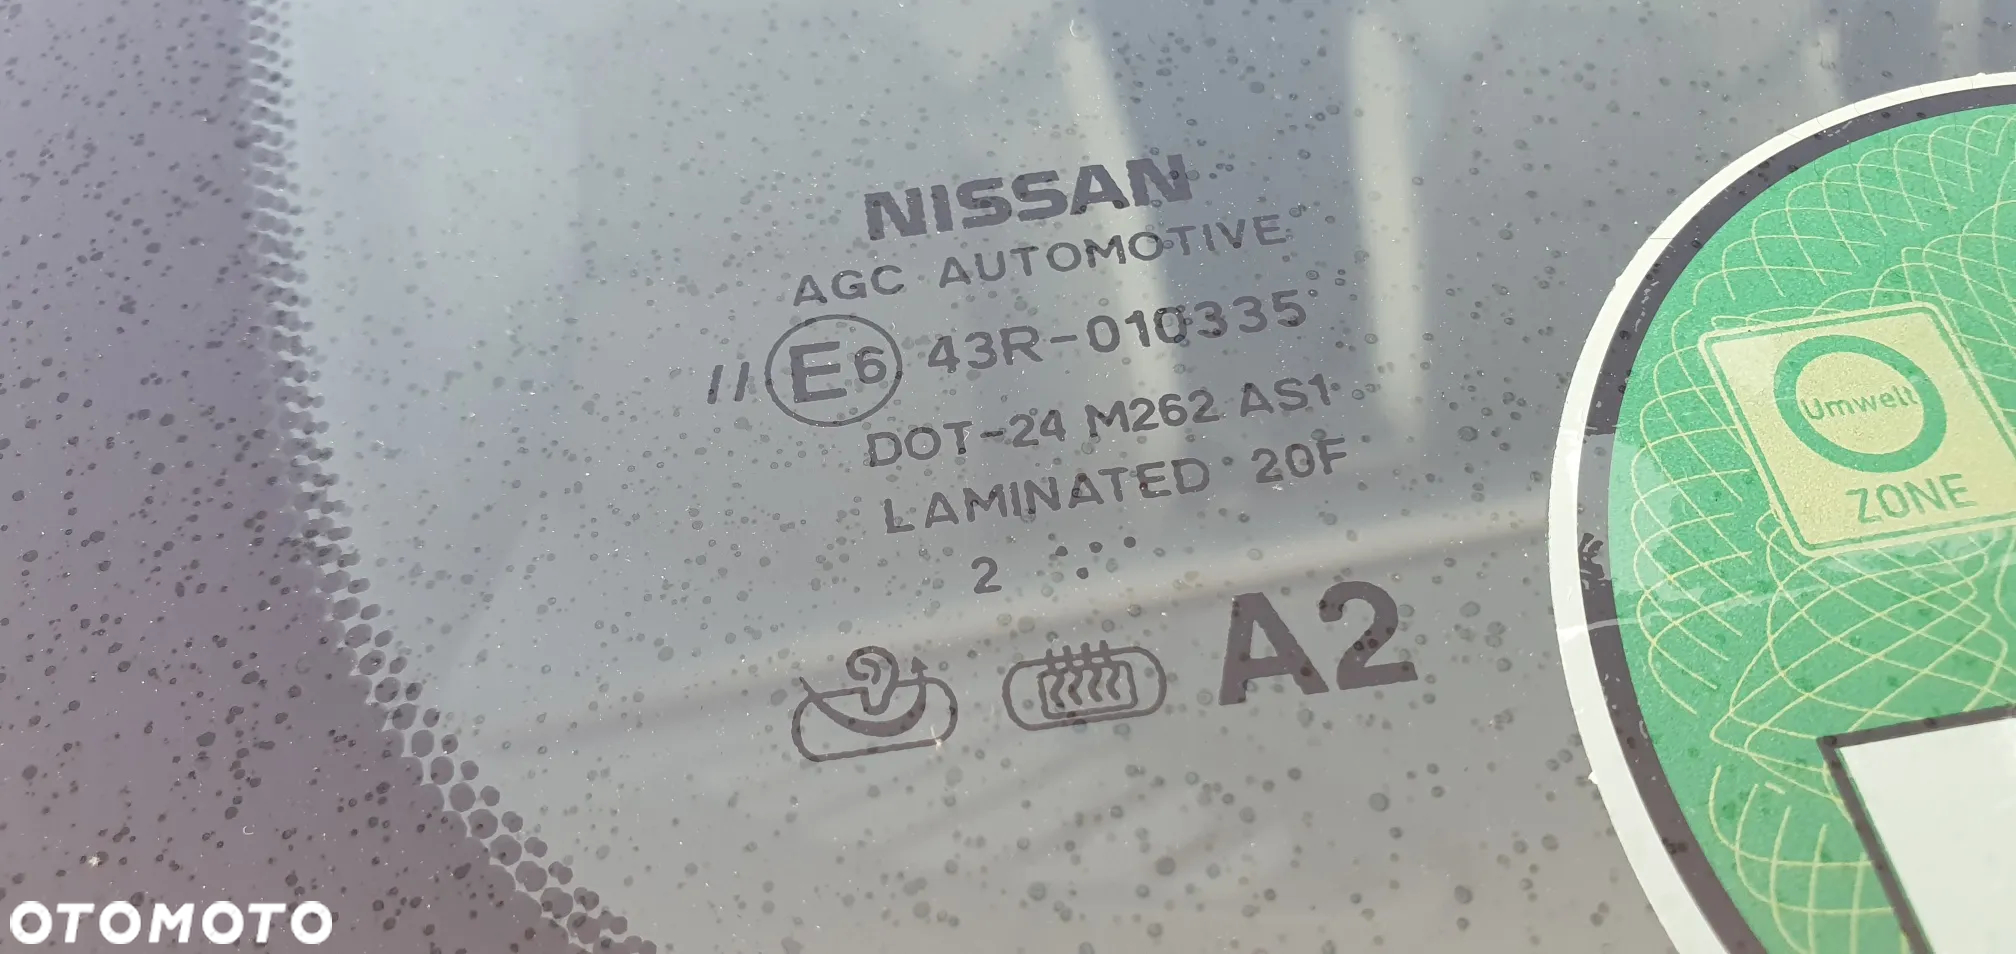 NISSAN
AGC AUTOMOTIVE
// E6 43R-010335
DOT-24 M262 AS1
LAMINATED 20F
2
A2
Umwelt
ZONE
OTOMOTO